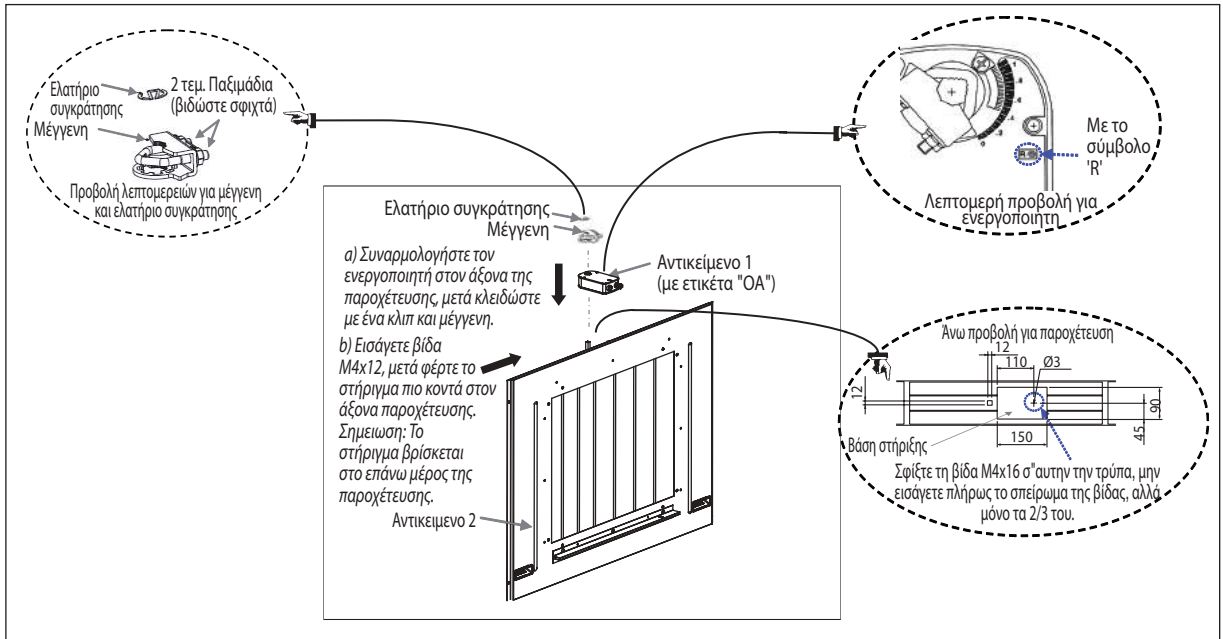 Ελατήριο
συγκράτησης
2 τεμ. Παξιμάδια
(βιδώστε σφιχτά)
Μέγγενη
Προβολή λεπτομερειών για μέγγενη
και ελατήριο συγκράτησης
Με το
σύμβολο
'R'
Λεπτομερή προβολή για
ενεργοποιήτη
Ελατήριο συγκράτησης
Μέγγενη
a) Συναρμολογήστε τον
ενεργοποιητή στον άξονα της
παροχέτευσης, μετά κλειδώστε
με ένα κλιπ και μέγγενη.
Αντικείμενο 1
(με ετικέτα "OA")
b) Εισάγετε βίδα
M4x12, μετά φέρτε το
στήριγμα πιο κοντά στον
άξονα παροχέτευσης.
Σημειωση: Το
στήριγμα βρίσκεται
στο επάνω μέρος της
παροχέτευσης.
Αντικειμενο 2
Άνω προβολή για παροχέτευση
12
110
Ø3
12
90
45
150
Βάση στήριξης
Σφίξτε τη βίδα M4x16 σ"αυτην την τρύπα, μην
εισάγετε πλήρως το σπείρωμα της βίδας, αλλά
μόνο τα 2/3 του.